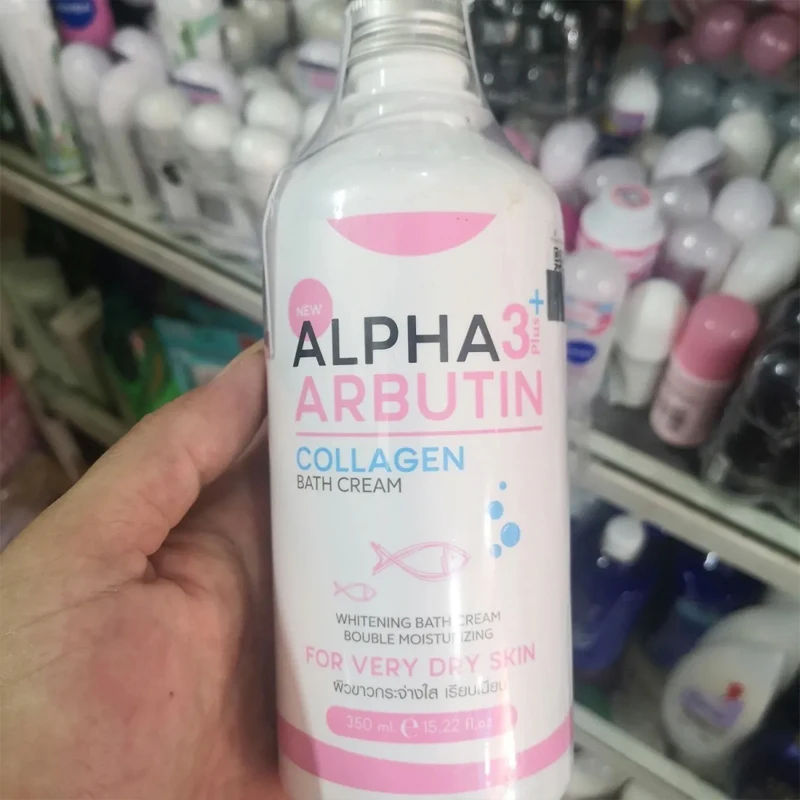 NEW
ALPHA 3 Plus+
ARBUTIN
COLLAGEN
BATH CREAM
WHITENING BATH CREAM
BOUBLE MOISTURIZING
FOR VERY DRY SKIN
ผิวขาวกระจ่างใส เรียบเนียน
350 ml. ℮ 15.22 fl.oz